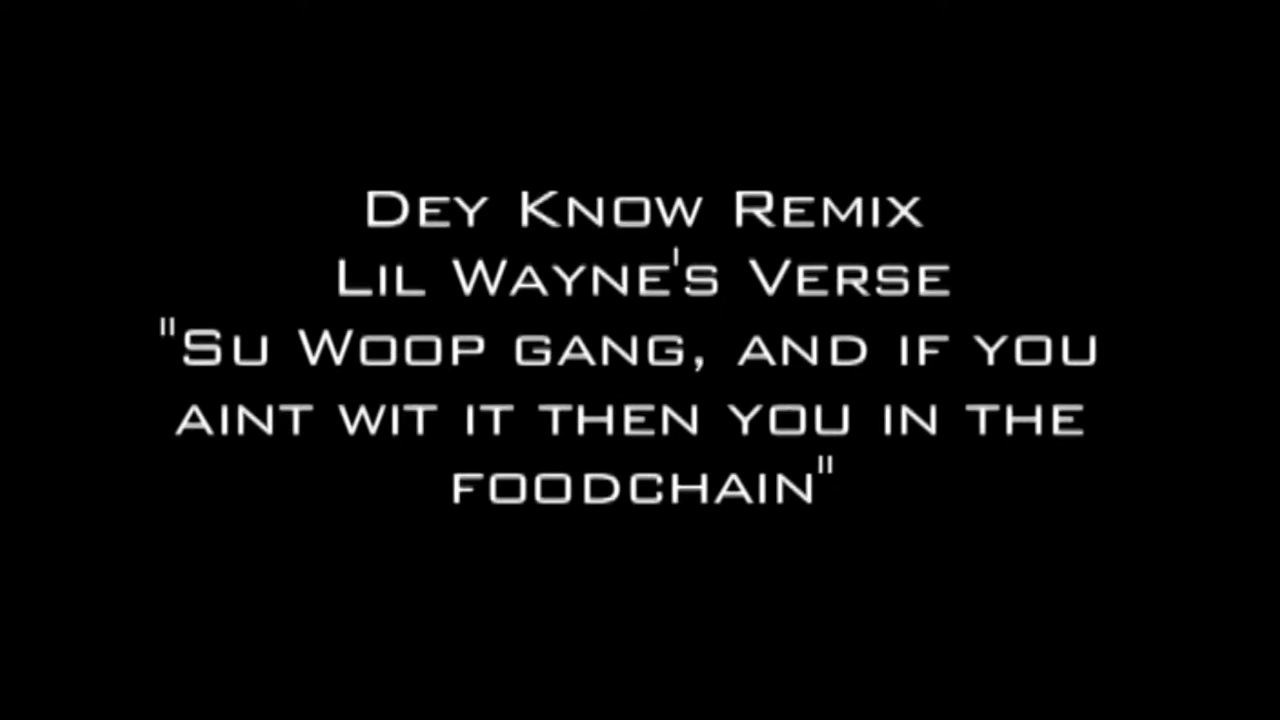 Dey Know Remix
Lil Wayne's Verse
"Su Woop gang, and if you
aint wit it then you in the
foodchain"